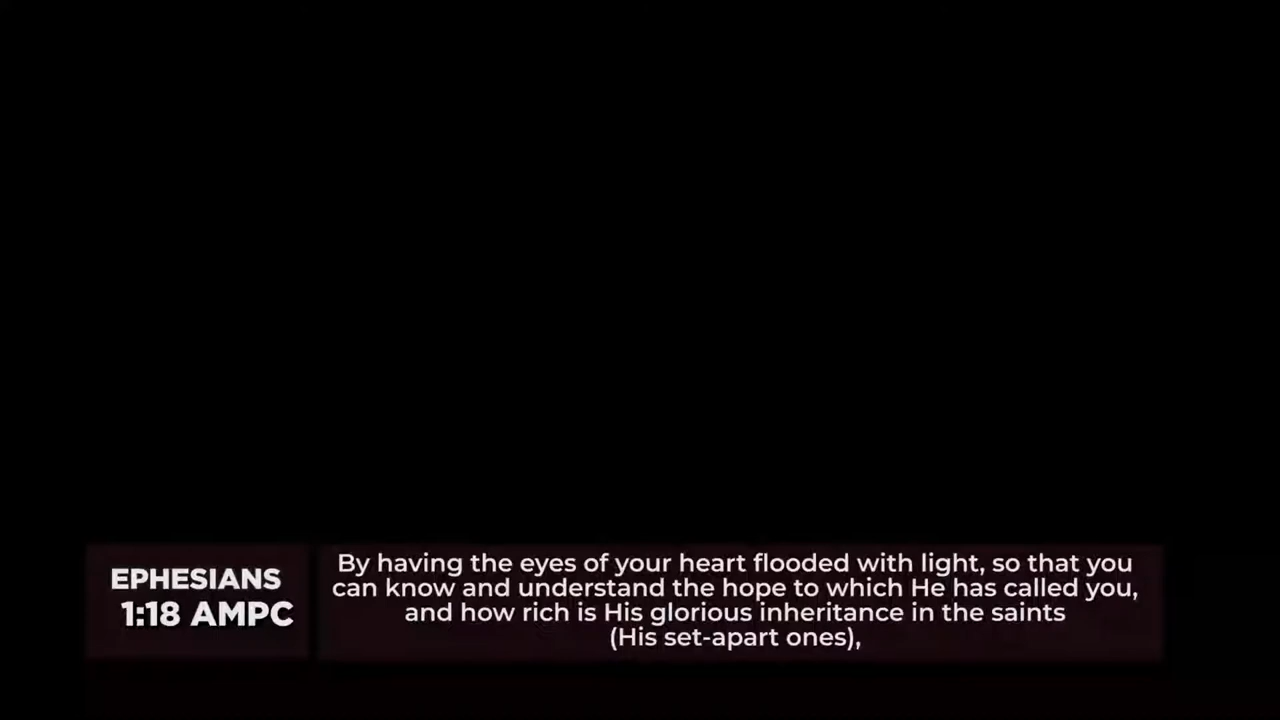 EPHESIANS
1:18 AMPC
By having the eyes of your heart flooded with light, so that you
can know and understand the hope to which He has called you,
and how rich is His glorious inheritance in the saints
(His set-apart ones),